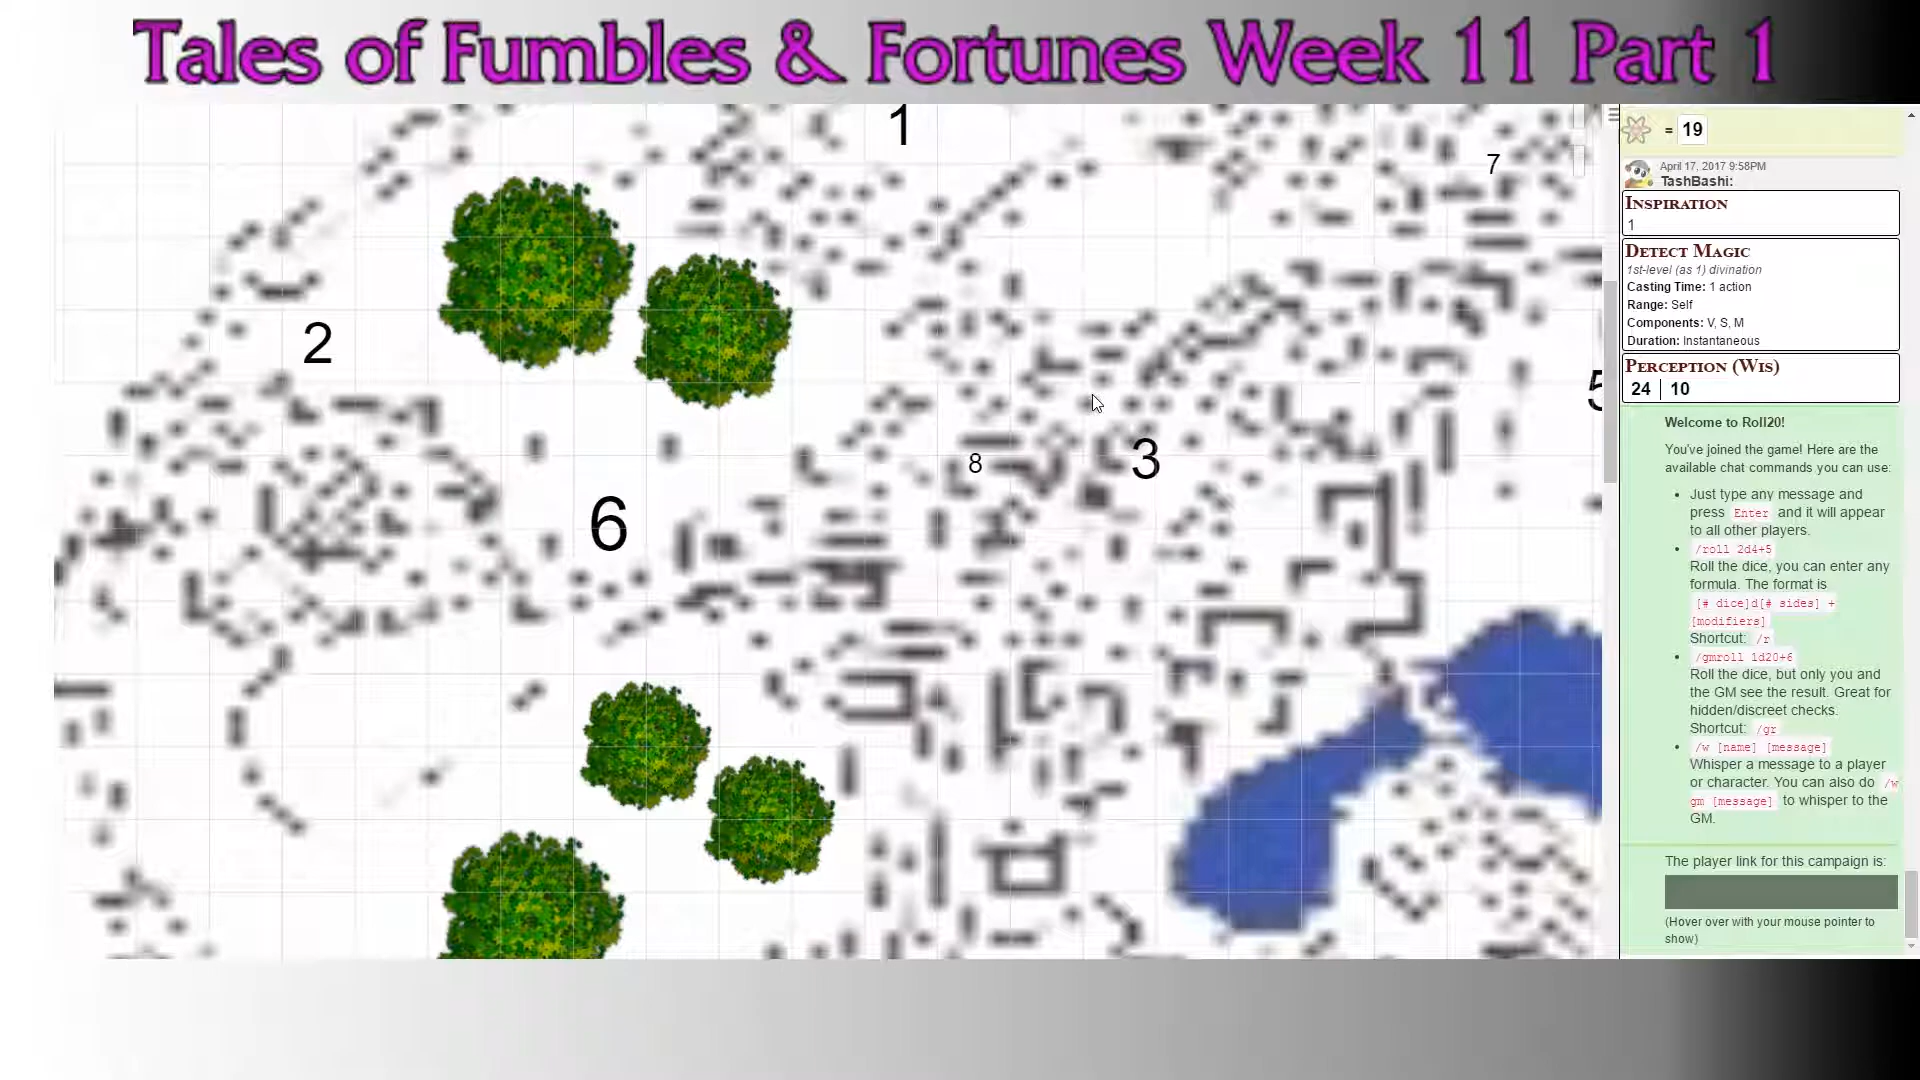 Tales of Fumbles & Fortunes Week 11 Part 1
1
7
2
5
8
3
6
= 19
April 17, 2017 9:58PM
TashBashi:
INSPIRATION
1
DETECT MAGIC
1st-level (as 1) divination
Casting Time: 1 action
Range: Self
Components: V, S, M
Duration: Instantaneous
PERCEPTION (WIS)
24 | 10
Welcome to Roll20!
You've joined the game! Here are the
available chat commands you can use:
• Just type any message and
press Enter and it will appear
to all other players.
• /roll 2d4+5
Roll the dice, you can enter any
formula. The format is
[# dice]d[# sides] +
[modifiers]
Shortcut: /r
• /gmroll 1d20+6
Roll the dice, but only you and
the GM see the result. Great for
hidden/discreet checks.
Shortcut: /gr
• /w [name] [message]
Whisper a message to a player
or character. You can also do /w
gm [message] to whisper to the
GM.
The player link for this campaign is:
(Hover over with your mouse pointer to
show)